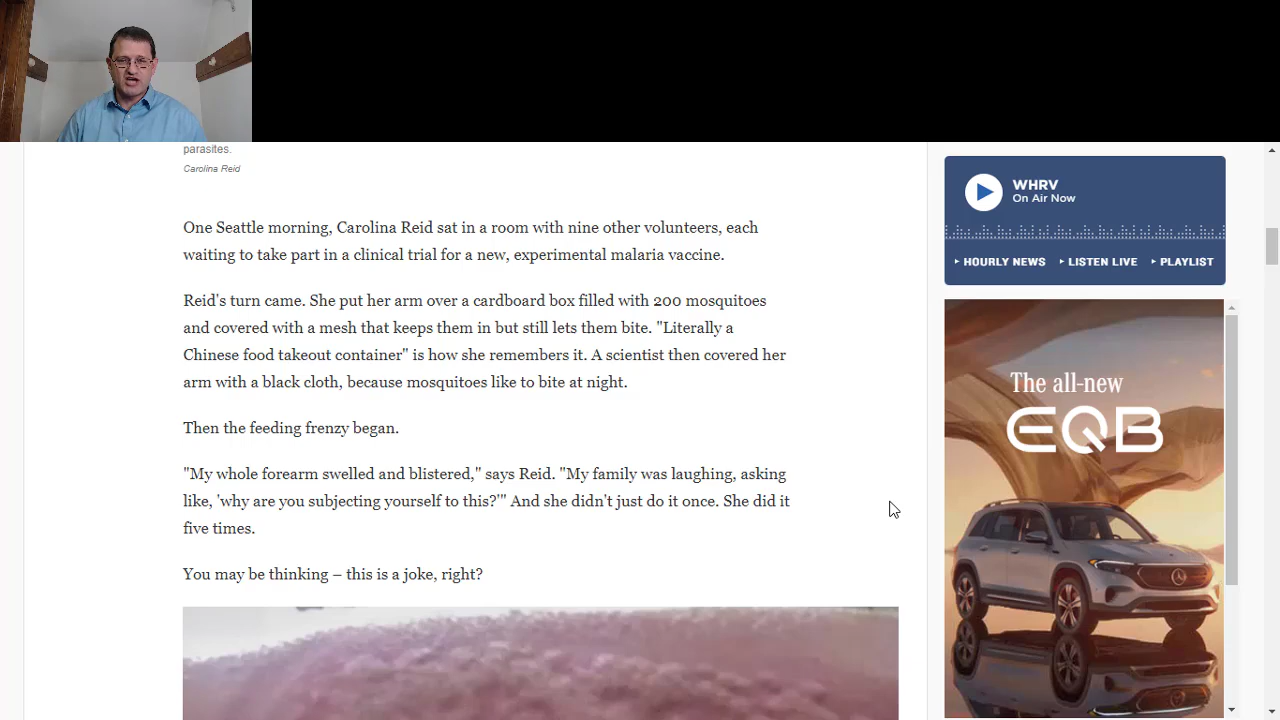 parasites.
Carolina Reid
One Seattle morning, Carolina Reid sat in a room with nine other volunteers, each
waiting to take part in a clinical trial for a new, experimental malaria vaccine.
Reid's turn came. She put her arm over a cardboard box filled with 200 mosquitoes
and covered with a mesh that keeps them in but still lets them bite. "Literally a
Chinese food takeout container" is how she remembers it. A scientist then covered her
arm with a black cloth, because mosquitoes like to bite at night.
Then the feeding frenzy began.
"My whole forearm swelled and blistered," says Reid. "My family was laughing, asking
like, 'why are you subjecting yourself to this?'" And she didn't just do it once. She did it
five times.
You may be thinking – this is a joke, right?
WHRV
On Air Now
HOURLY NEWS
LISTEN LIVE
PLAYLIST
The all-new
EQB